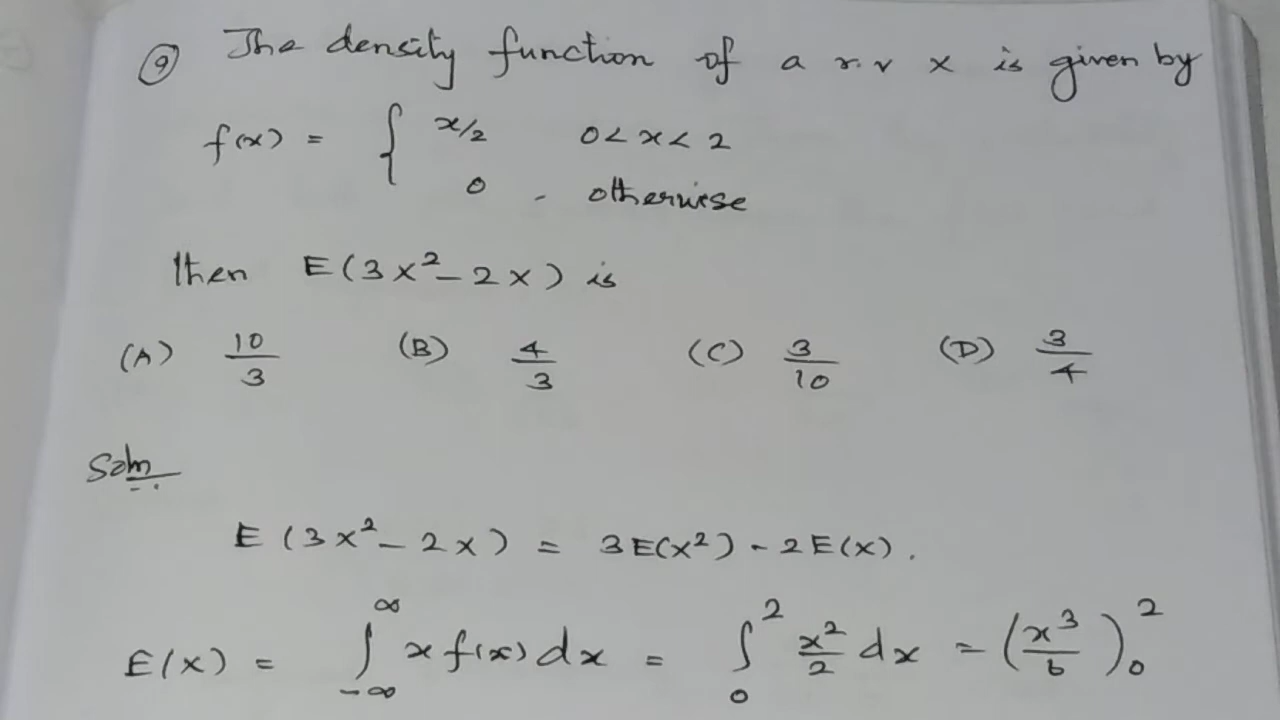 ⑨ The density function of a r.v X is given by
f(x) = { x/2 0<x<2
0 - otherwise
then E(3X²-2X) is
(A) 10/3 (B) 4/3 (C) 3/10 (D) 3/4
Soln
E(3X²-2X) = 3E(X²)-2E(X).
E(X) = ∫_{-∞}^{∞} x f(x) dx = ∫_0^2 x²/2 dx = (x³/6)_0^2